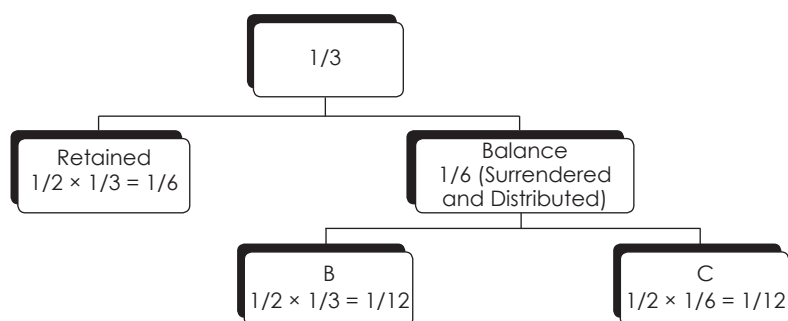 1/3
Retained
1/2 × 1/3 = 1/6
Balance
1/6 (Surrendered
and Distributed)
B
1/2 × 1/3 = 1/12
C
1/2 × 1/6 = 1/12